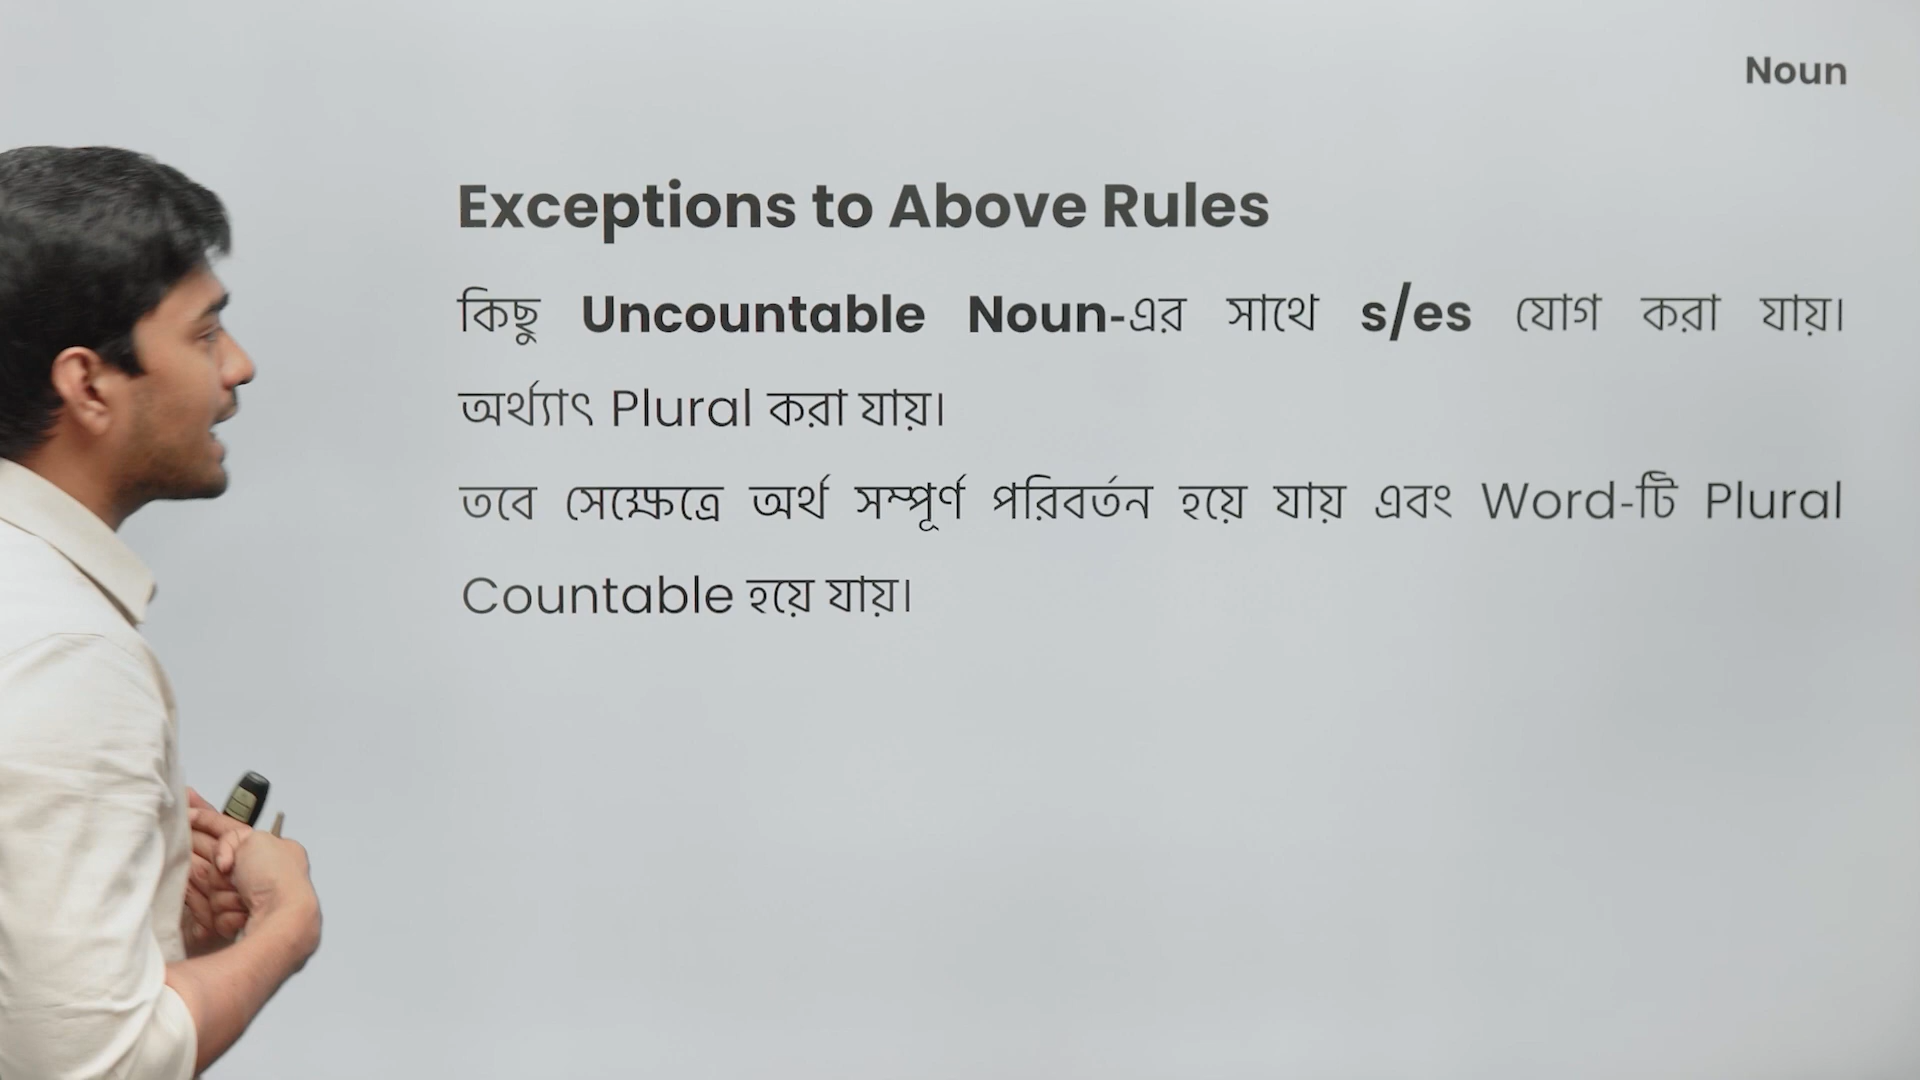 Noun
Exceptions to Above Rules
কিছু Uncountable Noun-এর সাথে s/es যোগ করা যায়।
অর্থ্যাৎ Plural করা যায়।
তবে সেক্ষেত্রে অর্থ সম্পূর্ণ পরিবর্তন হয়ে যায় এবং Word-টি Plural
Countable হয়ে যায়।